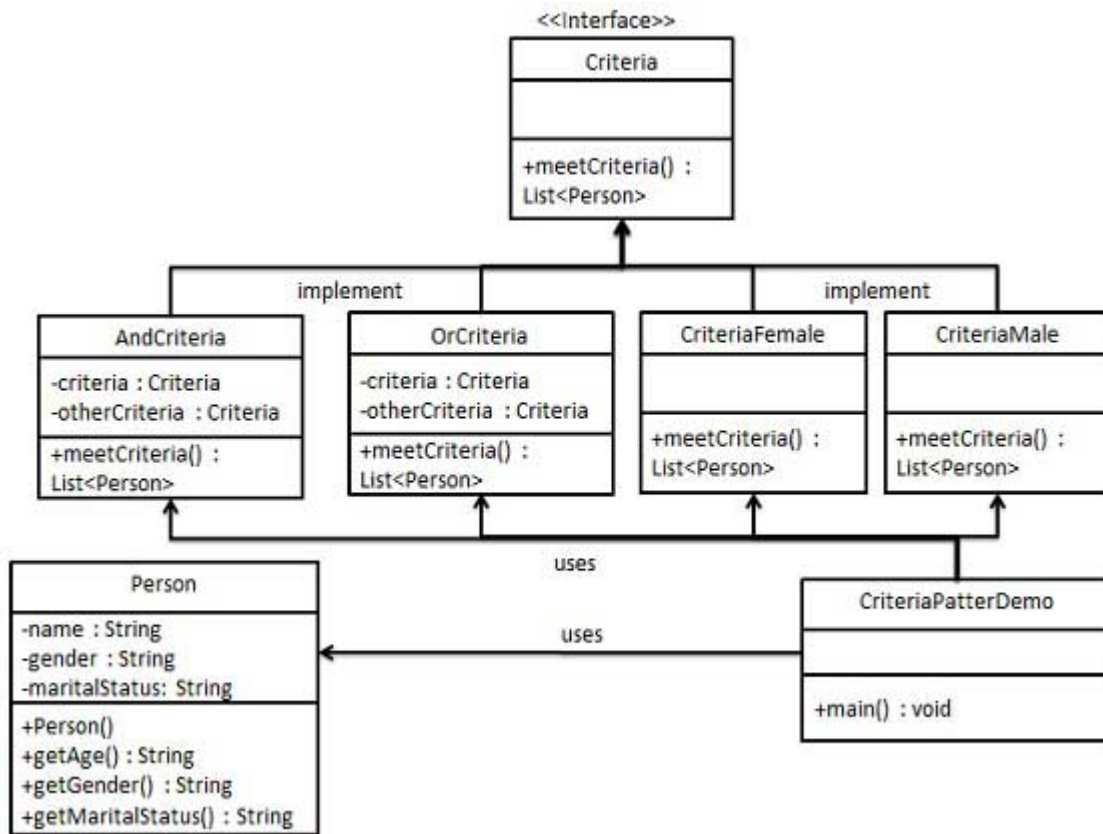 <<Interface>>
Criteria
+meetCriteria() :
List<Person>
implement
implement
AndCriteria
-criteria : Criteria
-otherCriteria : Criteria
+meetCriteria() :
List<Person>
OrCriteria
-criteria : Criteria
-otherCriteria : Criteria
+meetCriteria() :
List<Person>
CriteriaFemale
+meetCriteria() :
List<Person>
CriteriaMale
+meetCriteria() :
List<Person>
uses
Person
-name : String
-gender : String
-maritalStatus: String
+Person()
+getAge() : String
+getGender() : String
+getMaritalStatus() : String
uses
CriteriaPatterDemo
+main() : void